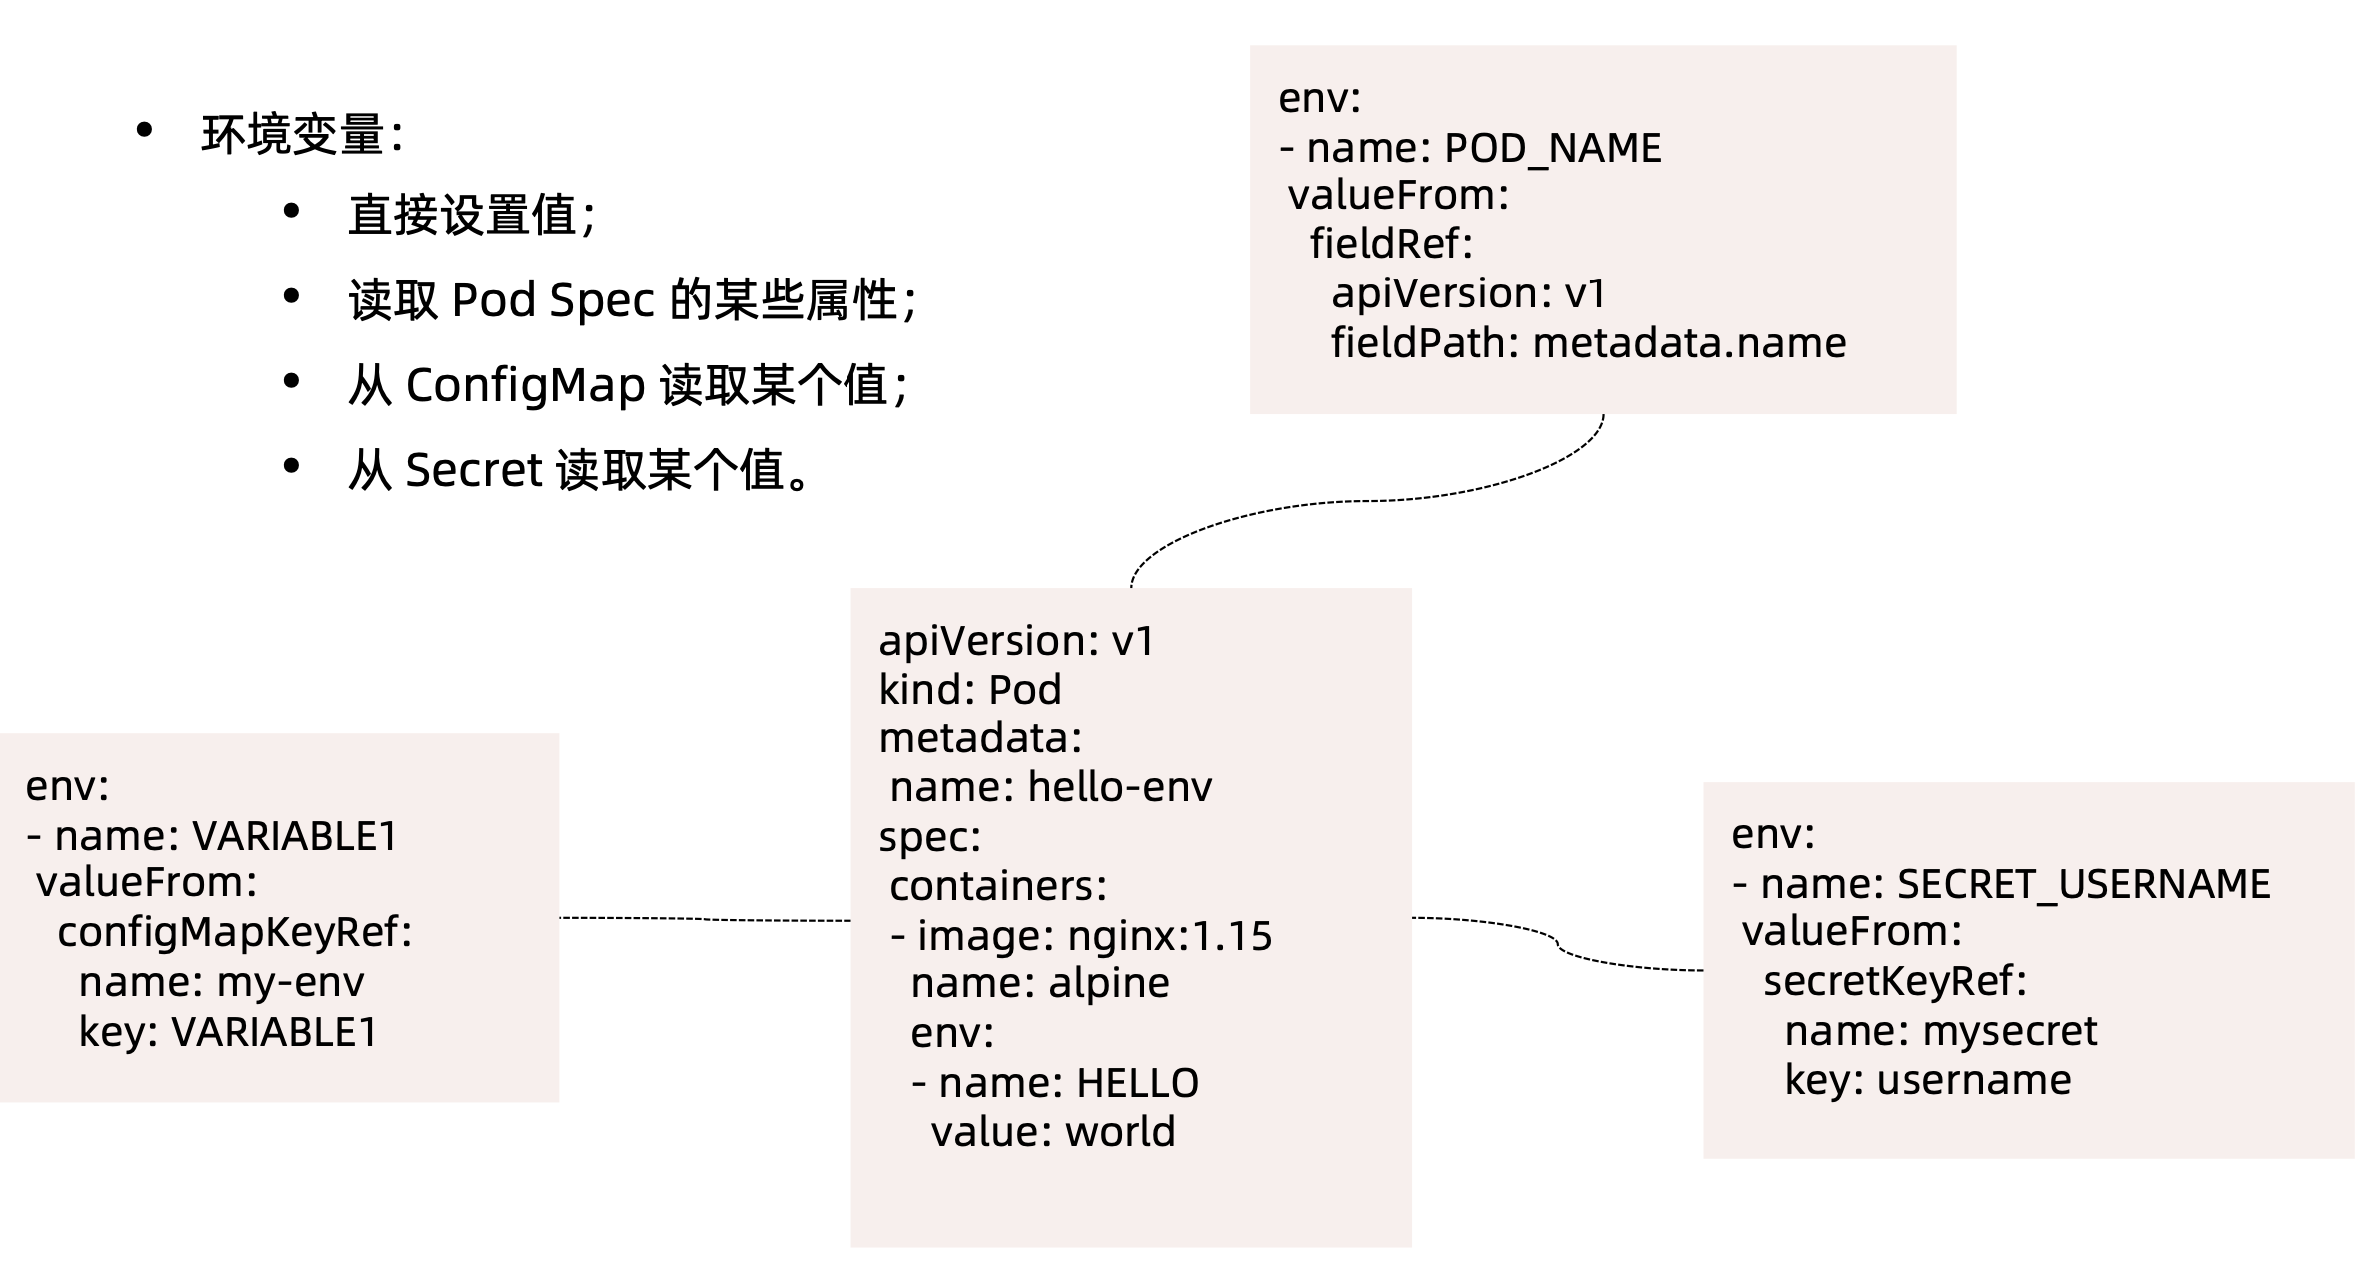 • 环境变量：
• 直接设置值；
• 读取 Pod Spec 的某些属性；
• 从 ConfigMap 读取某个值；
• 从 Secret 读取某个值。
env:
- name: POD_NAME
 valueFrom:
   fieldRef:
     apiVersion: v1
     fieldPath: metadata.name
env:
- name: VARIABLE1
 valueFrom:
   configMapKeyRef:
     name: my-env
     key: VARIABLE1
apiVersion: v1
kind: Pod
metadata:
 name: hello-env
spec:
 containers:
 - image: nginx:1.15
   name: alpine
   env:
   - name: HELLO
     value: world
env:
- name: SECRET_USERNAME
 valueFrom:
   secretKeyRef:
     name: mysecret
     key: username